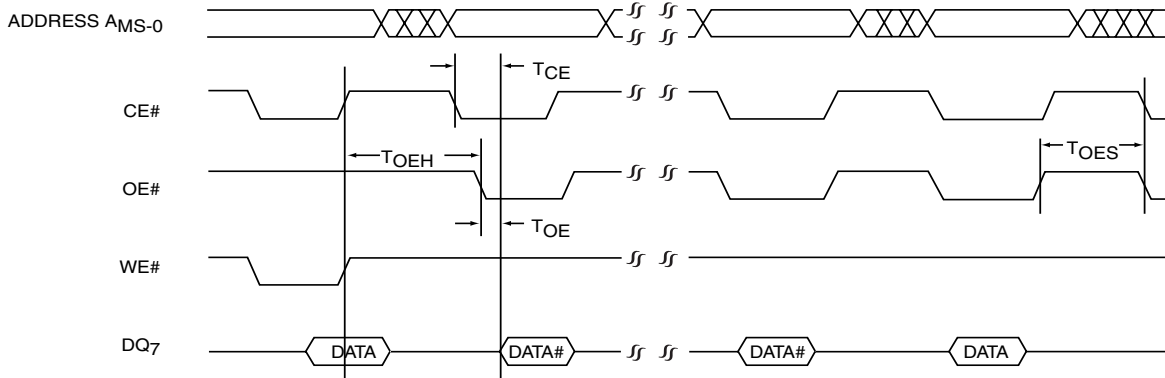 ADDRESS AMS-0
TCE
CE#
TOEH
TOES
OE#
TOE
WE#
DQ7
DATA
DATA#
DATA#
DATA